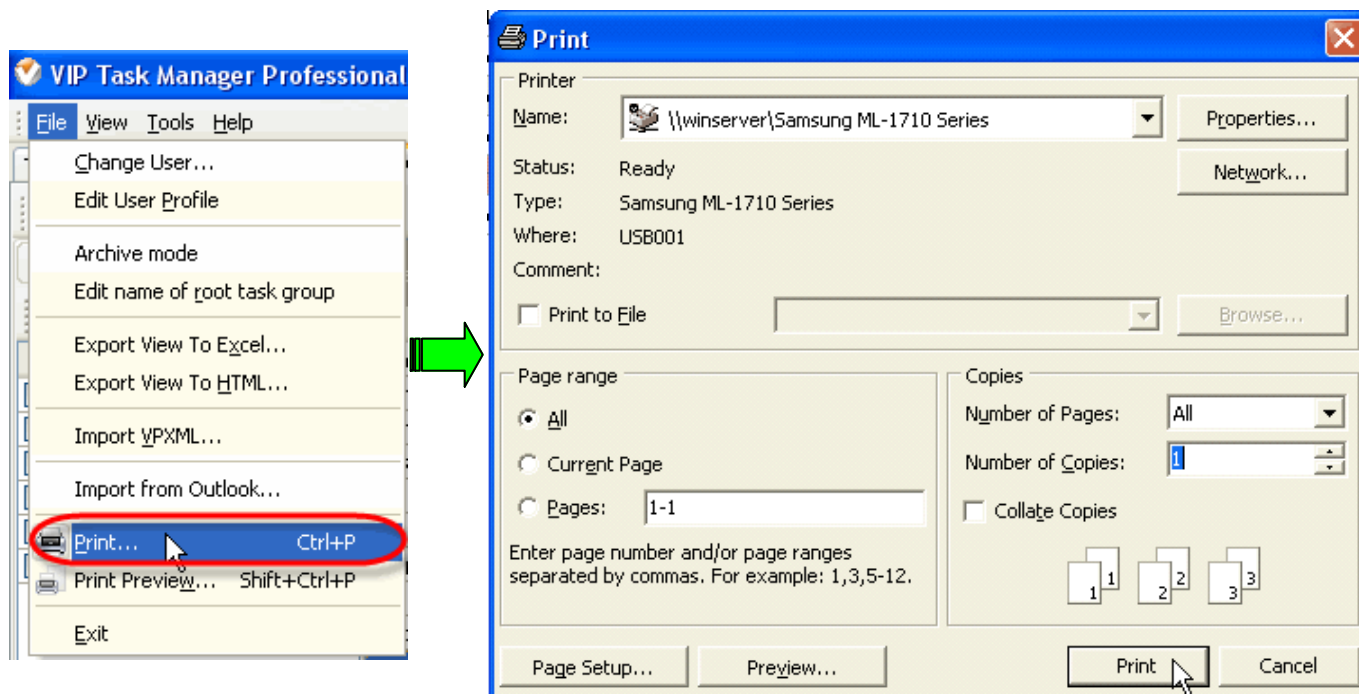 VIP Task Manager Professional
File View Tools Help
Change User...
Edit User Profile
Archive mode
Edit name of root task group
Export View To Excel...
Export View To HTML...
Import VPXML...
Import from Outlook...
Print... Ctrl+P
Print Preview... Shift+Ctrl+P
Exit
Print
Printer
Name: \\winserver\Samsung ML-1710 Series Properties...
Status: Ready Network...
Type: Samsung ML-1710 Series
Where: USB001
Comment:
Print to File Browse...
Page range
All
Current Page
Pages: 1-1
Enter page number and/or page ranges
separated by commas. For example: 1,3,5-12.
Copies
Number of Pages: All
Number of Copies: 1
Collate Copies
1 1 2 2 3 3
Page Setup... Preview... Print Cancel